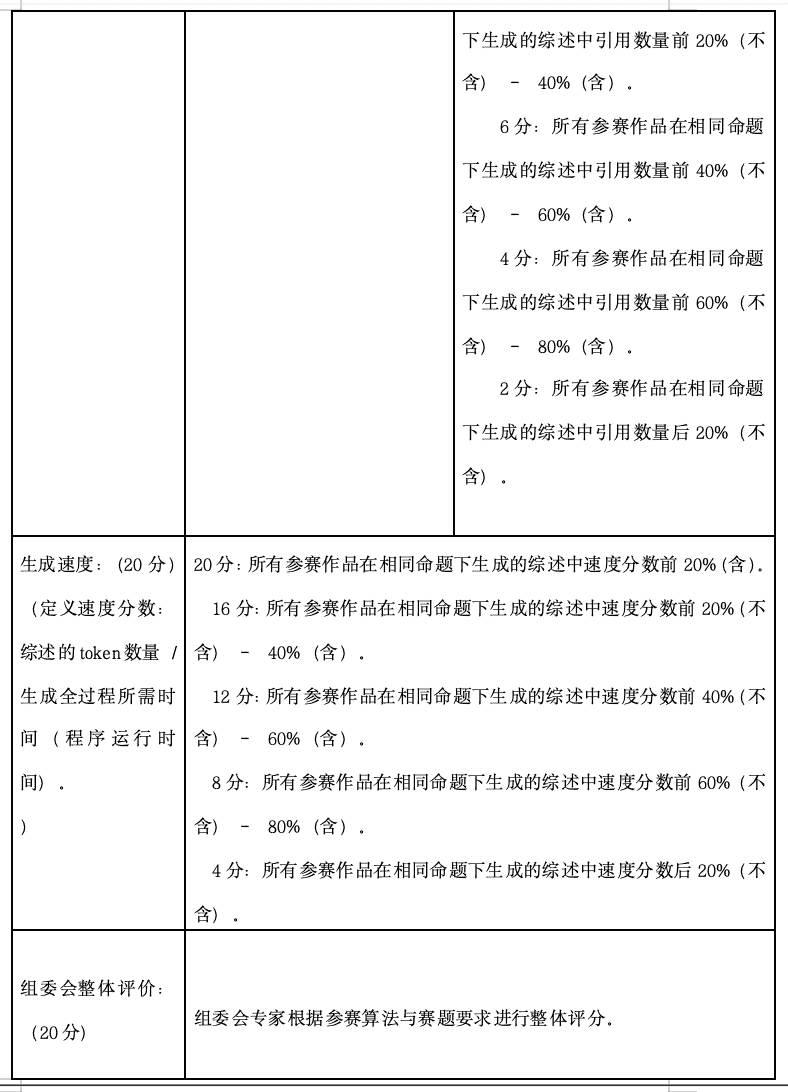 下生成的综述中引用数量前 20%（不
含） － 40%（含）。
6 分：所有参赛作品在相同命题
下生成的综述中引用数量前 40%（不
含） － 60%（含）。
4 分：所有参赛作品在相同命题
下生成的综述中引用数量前 60%（不
含） － 80%（含）。
2 分：所有参赛作品在相同命题
下生成的综述中引用数量后 20%（不
含）。
生成速度：（20 分）
（定义速度分数：
综述的 token 数量 /
生成全过程所需时
间（程序运行时
间）。
）
20 分：所有参赛作品在相同命题下生成的综述中速度分数前 20%（含）。
16 分：所有参赛作品在相同命题下生成的综述中速度分数前 20%（不
含） － 40% （含）。
12 分：所有参赛作品在相同命题下生成的综述中速度分数前 40%（不
含） － 60% （含）。
8 分：所有参赛作品在相同命题下生成的综述中速度分数前 60%（不
含） － 80% （含）。
4 分：所有参赛作品在相同命题下生成的综述中速度分数后 20%（不
含）。
组委会整体评价：
（20 分）
组委会专家根据参赛算法与赛题要求进行整体评分。